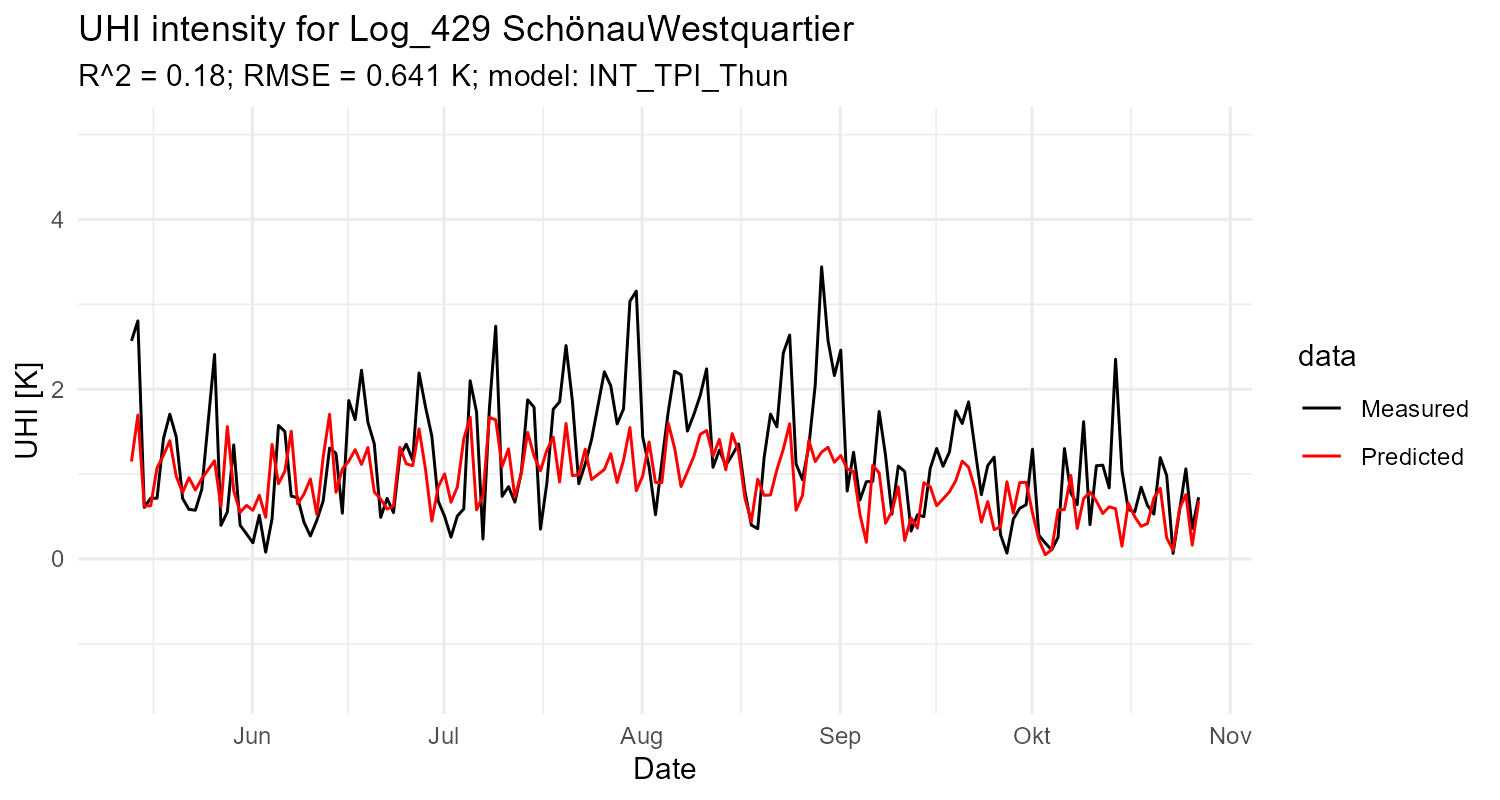 UHI intensity for Log_429 SchönauWestquartier
R^2 = 0.18; RMSE = 0.641 K; model: INT_TPI_Thun
UHI [K]
4
2
0
Jun Jul Aug Sep Okt Nov
Date
data
Measured
Predicted